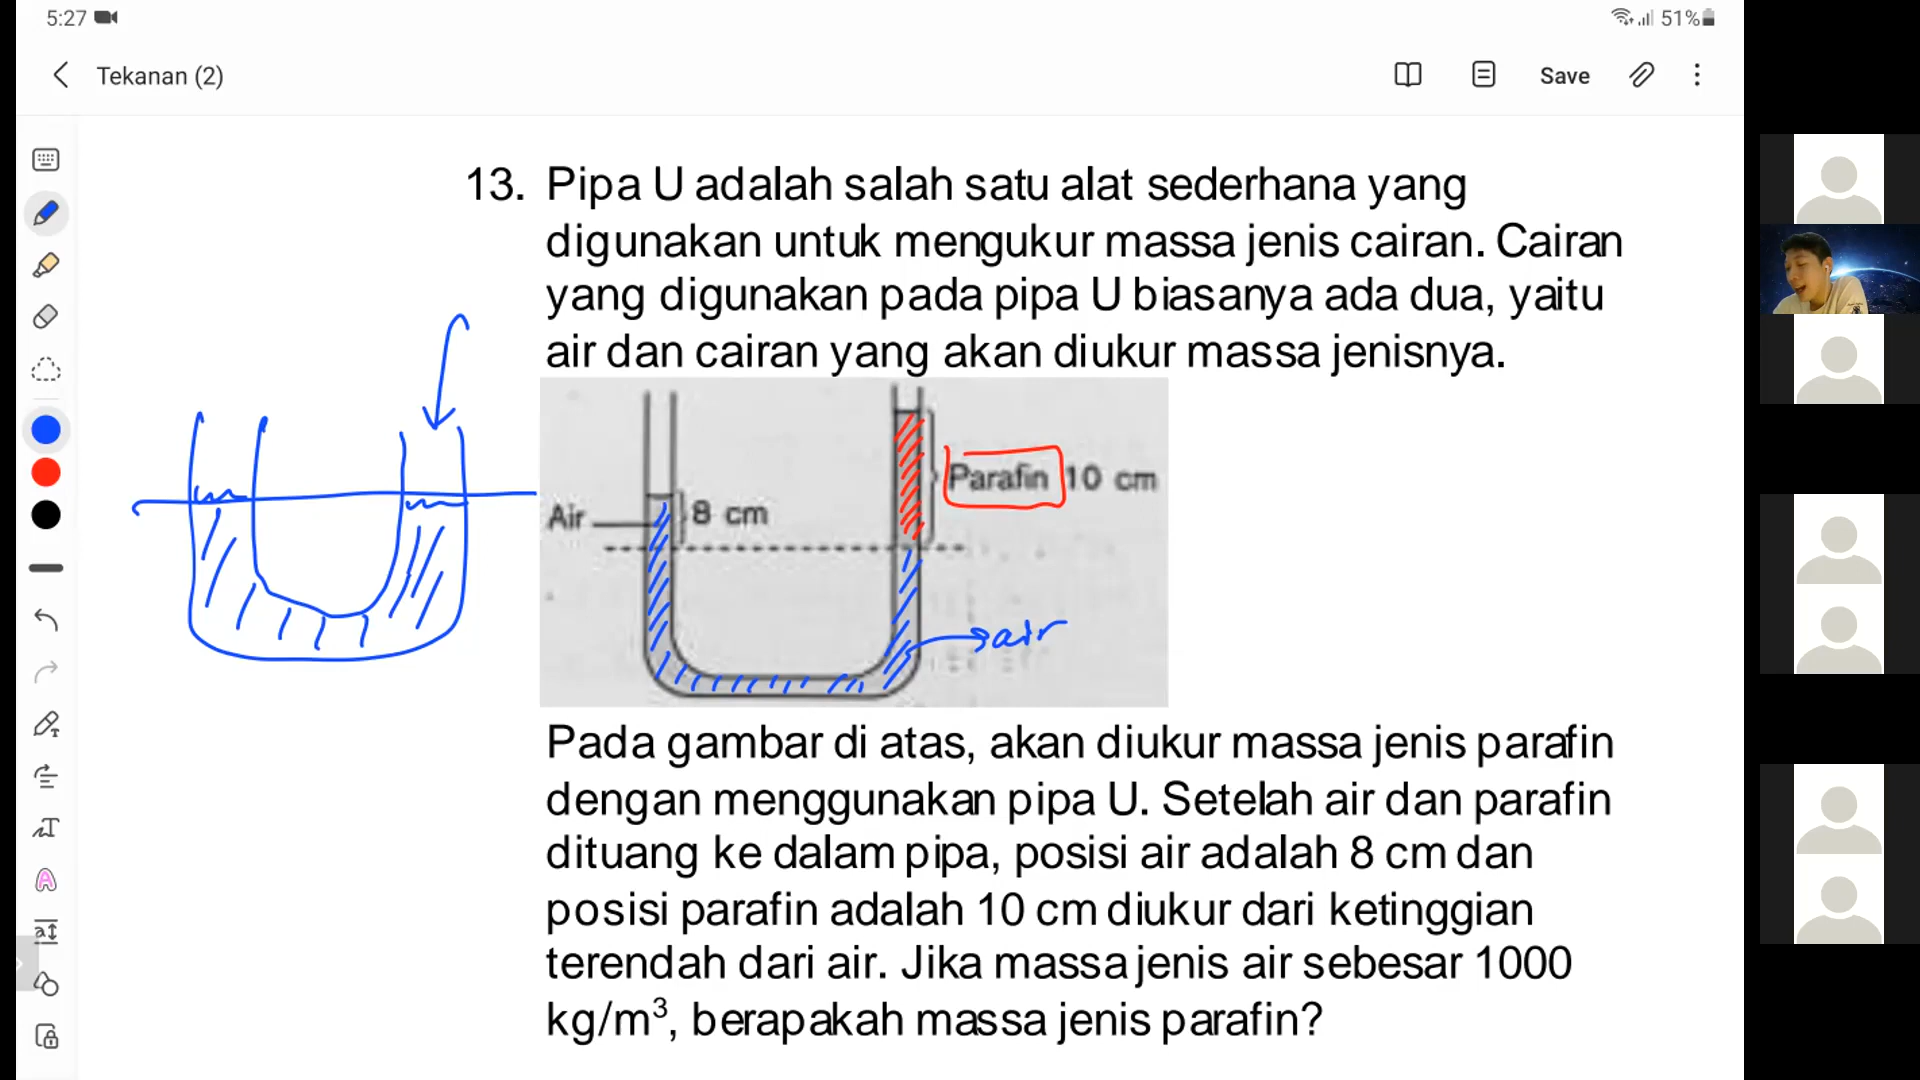 5:27
51%
Tekanan (2)
Save
13. Pipa U adalah salah satu alat sederhana yang
digunakan untuk mengukur massa jenis cairan. Cairan
yang digunakan pada pipa U biasanya ada dua, yaitu
air dan cairan yang akan diukur massa jenisnya.
Parafin 10 cm
Air
8 cm
air
Pada gambar di atas, akan diukur massa jenis parafin
dengan menggunakan pipa U. Setelah air dan parafin
dituang ke dalam pipa, posisi air adalah 8 cm dan
posisi parafin adalah 10 cm diukur dari ketinggian
terendah dari air. Jika massa jenis air sebesar 1000
kg/m³, berapakah massa jenis parafin?